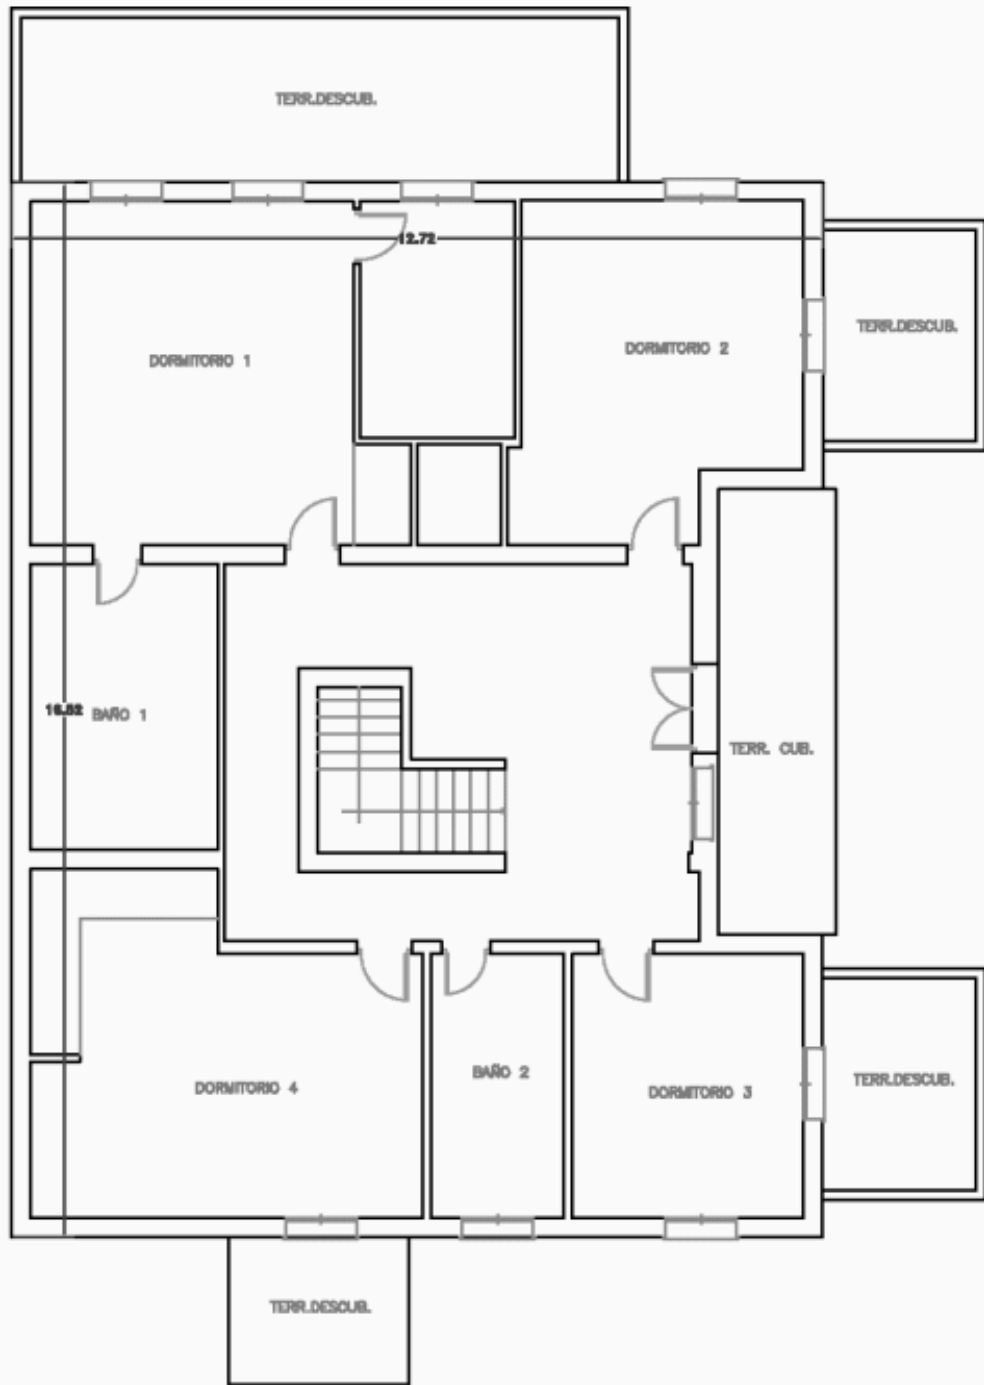 TERR.DESCUB.
12.72
TERR.DESCUB.
DORMITORIO 1
DORMITORIO 2
16.52
BAÑO 1
TERR. CUB.
BAÑO 2
TERR.DESCUB.
DORMITORIO 4
DORMITORIO 3
TERR.DESCUB.